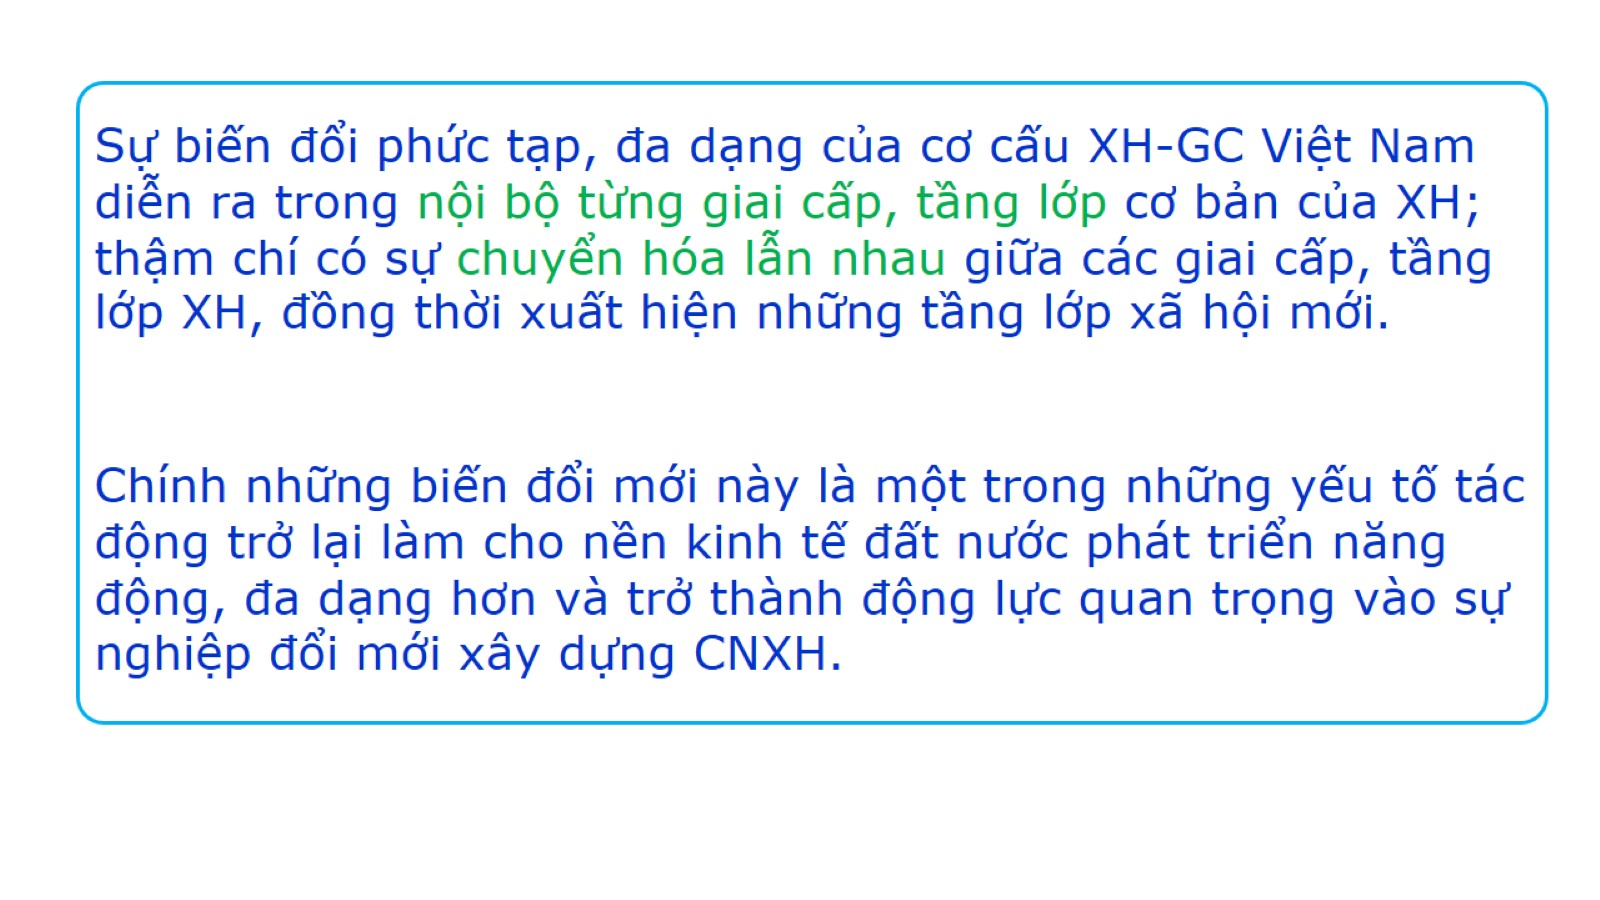 Sự biến đổi phức tạp, đa dạng của cơ cấu XH-GC Việt Nam
diễn ra trong nội bộ từng giai cấp, tầng lớp cơ bản của XH;
thậm chí có sự chuyển hóa lẫn nhau giữa các giai cấp, tầng
lớp XH, đồng thời xuất hiện những tầng lớp xã hội mới.
Chính những biến đổi mới này là một trong những yếu tố tác
động trở lại làm cho nền kinh tế đất nước phát triển năng
động, đa dạng hơn và trở thành động lực quan trọng vào sự
nghiệp đổi mới xây dựng CNXH.